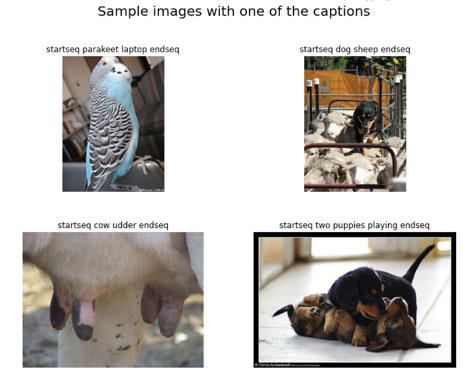 Sample images with one of the captions
startseq parakeet laptop endseq
startseq dog sheep endseq
startseq cow udder endseq
startseq two puppies playing endseq